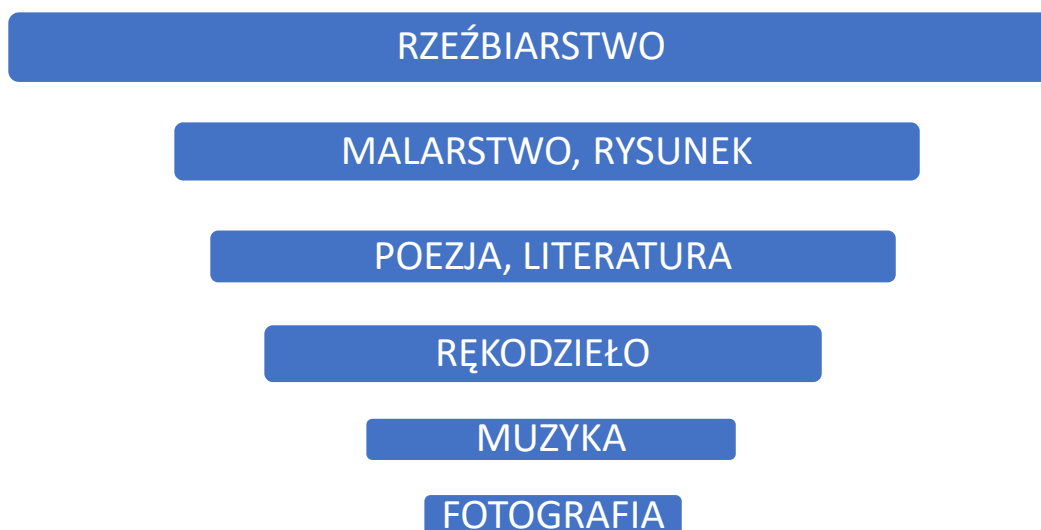 RZEŹBIARSTWO
MALARSTWO, RYSUNEK
POEZJA, LITERATURA
RĘKODZIEŁO
MUZYKA
FOTOGRAFIA